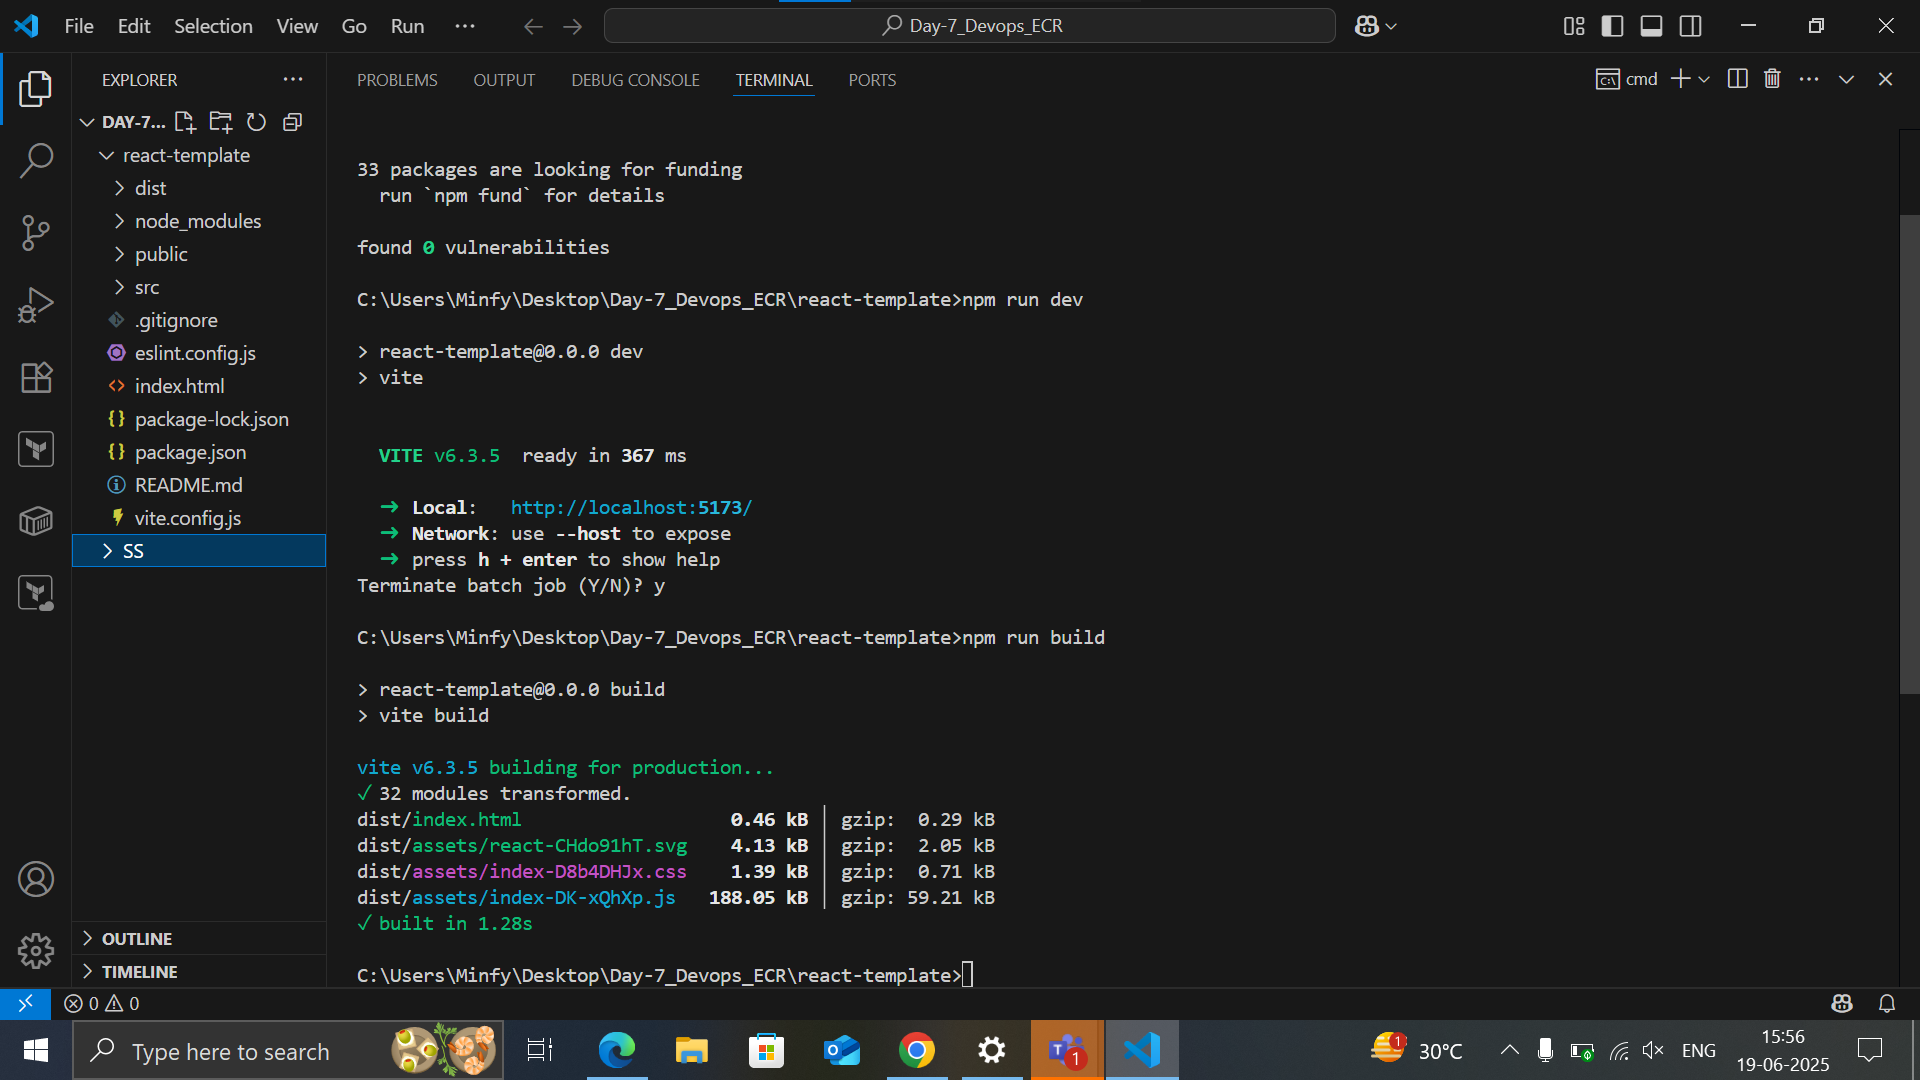 File Edit Selection View Go Run ···
Day-7_Devops_ECR
EXPLORER
DAY-7...
react-template
dist
node_modules
public
src
.gitignore
eslint.config.js
index.html
package-lock.json
package.json
README.md
vite.config.js
SS
OUTLINE
TIMELINE
PROBLEMS OUTPUT DEBUG CONSOLE TERMINAL PORTS
cmd
33 packages are looking for funding
run `npm fund` for details
found 0 vulnerabilities
C:\Users\Minfy\Desktop\Day-7_Devops_ECR\react-template>npm run dev
> react-template@0.0.0 dev
> vite
VITE v6.3.5 ready in 367 ms
➜ Local: http://localhost:5173/
➜ Network: use --host to expose
➜ press h + enter to show help
Terminate batch job (Y/N)? y
C:\Users\Minfy\Desktop\Day-7_Devops_ECR\react-template>npm run build
> react-template@0.0.0 build
> vite build
vite v6.3.5 building for production...
✓ 32 modules transformed.
dist/index.html 0.46 kB │ gzip: 0.29 kB
dist/assets/react-CHdo91hT.svg 4.13 kB │ gzip: 2.05 kB
dist/assets/index-D8b4DHJx.css 1.39 kB │ gzip: 0.71 kB
dist/assets/index-DK-xQhXp.js 188.05 kB │ gzip: 59.21 kB
✓ built in 1.28s
C:\Users\Minfy\Desktop\Day-7_Devops_ECR\react-template>
0 0
Type here to search
1
1
30°C
ENG
15:56
19-06-2025